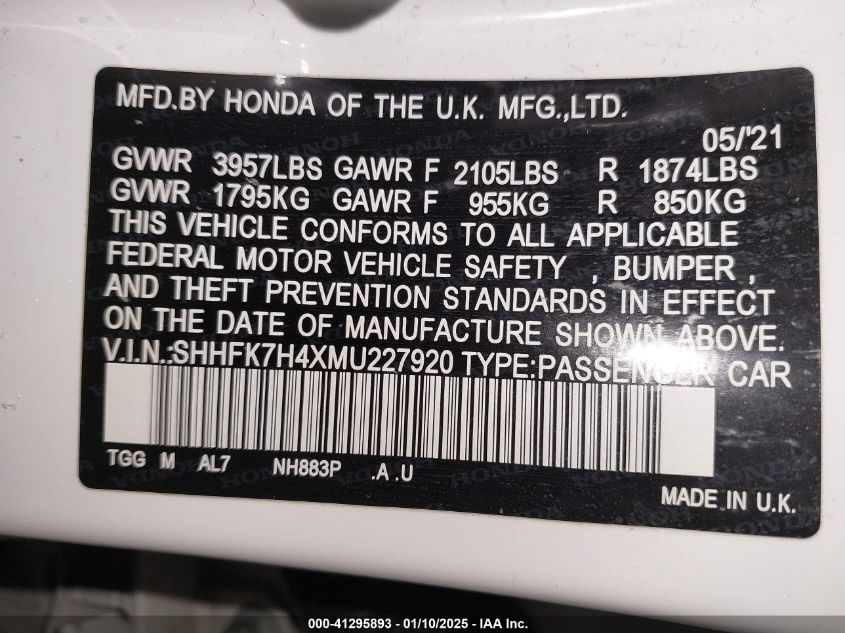 MFD.BY HONDA OF THE U.K. MFG.,LTD.
05/'21
GVWR 3957LBS GAWR F 2105LBS R 1874LBS
GVWR 1795KG GAWR F 955KG R 850KG
THIS VEHICLE CONFORMS TO ALL APPLICABLE
FEDERAL MOTOR VEHICLE SAFETY , BUMPER ,
AND THEFT PREVENTION STANDARDS IN EFFECT
ON THE DATE OF MANUFACTURE SHOWN ABOVE.
V.I.N.:SHHFK7H4XMU227920 TYPE:PASSENGER CAR
TGG M AL7 NH883P .A .U
MADE IN U.K.
000-41295893 - 01/10/2025 - IAA Inc.